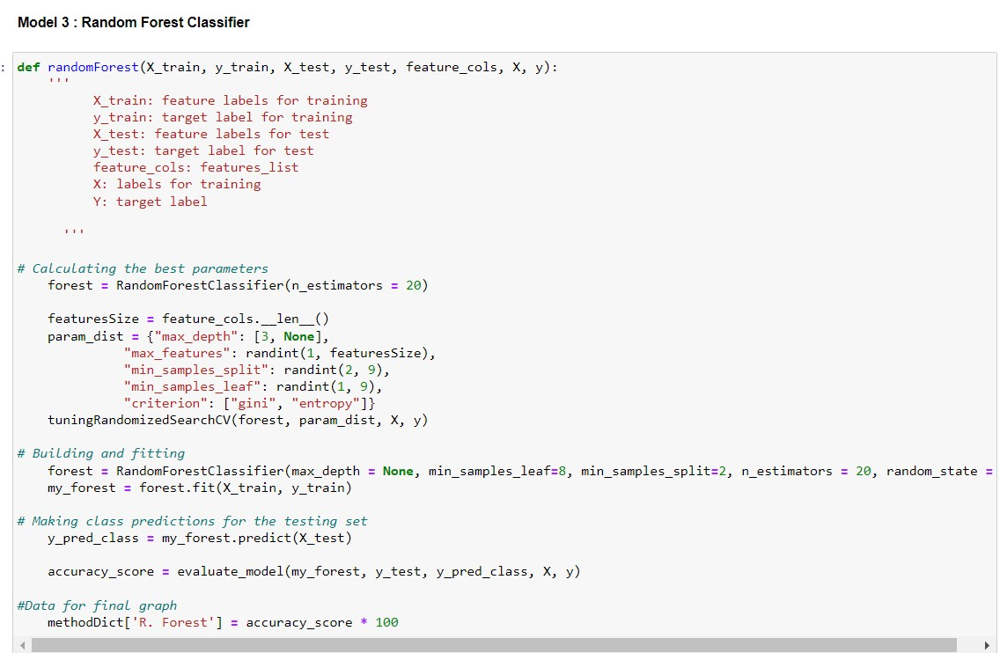 Model 3 : Random Forest Classifier
: def randomForest(X_train, y_train, X_test, y_test, feature_cols, X, y):
    '''
          X_train: feature labels for training
          y_train: target label for training
          X_test: feature labels for test
          y_test: target label for test
          feature_cols: features_list
          X: labels for training
          Y: target label
      '''
# Calculating the best parameters
    forest = RandomForestClassifier(n_estimators = 20)
    featuresSize = feature_cols.__len__()
    param_dist = {"max_depth": [3, None],
              "max_features": randint(1, featuresSize),
              "min_samples_split": randint(2, 9),
              "min_samples_leaf": randint(1, 9),
              "criterion": ["gini", "entropy"]}
    tuningRandomizedSearchCV(forest, param_dist, X, y)
# Building and fitting
    forest = RandomForestClassifier(max_depth = None, min_samples_leaf=8, min_samples_split=2, n_estimators = 20, random_state =
    my_forest = forest.fit(X_train, y_train)
# Making class predictions for the testing set
    y_pred_class = my_forest.predict(X_test)
    accuracy_score = evaluate_model(my_forest, y_test, y_pred_class, X, y)
#Data for final graph
    methodDict['R. Forest'] = accuracy_score * 100